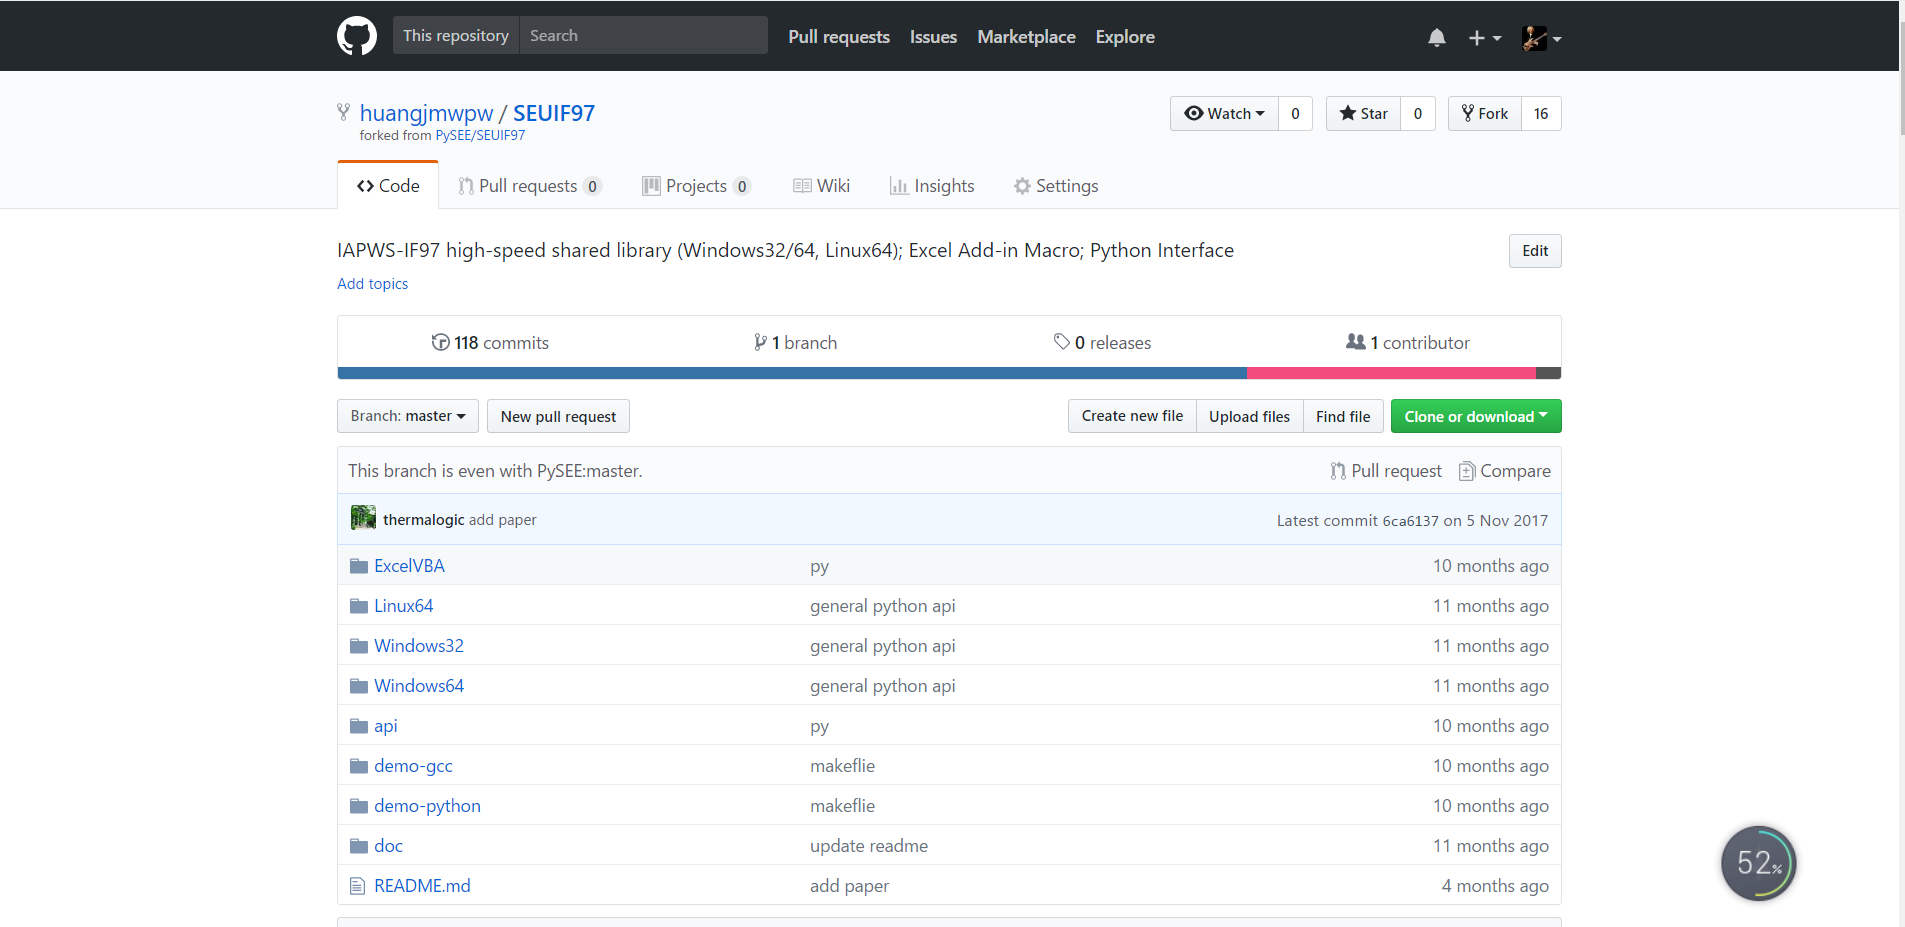 This repository Search Pull requests Issues Marketplace Explore
huangjmwpw / SEUIF97 Watch 0 Star 0 Fork 16
forked from PySEE/SEUIF97
Code Pull requests 0 Projects 0 Wiki Insights Settings
IAPWS-IF97 high-speed shared library (Windows32/64, Linux64); Excel Add-in Macro; Python Interface Edit
Add topics
118 commits 1 branch 0 releases 1 contributor
Branch: master New pull request Create new file Upload files Find file Clone or download
This branch is even with PySEE:master. Pull request Compare
thermalogic add paper Latest commit 6ca6137 on 5 Nov 2017
ExcelVBA py 10 months ago
Linux64 general python api 11 months ago
Windows32 general python api 11 months ago
Windows64 general python api 11 months ago
api py 10 months ago
demo-gcc makeflie 10 months ago
demo-python makeflie 10 months ago
doc update readme 11 months ago
52%
README.md add paper 4 months ago